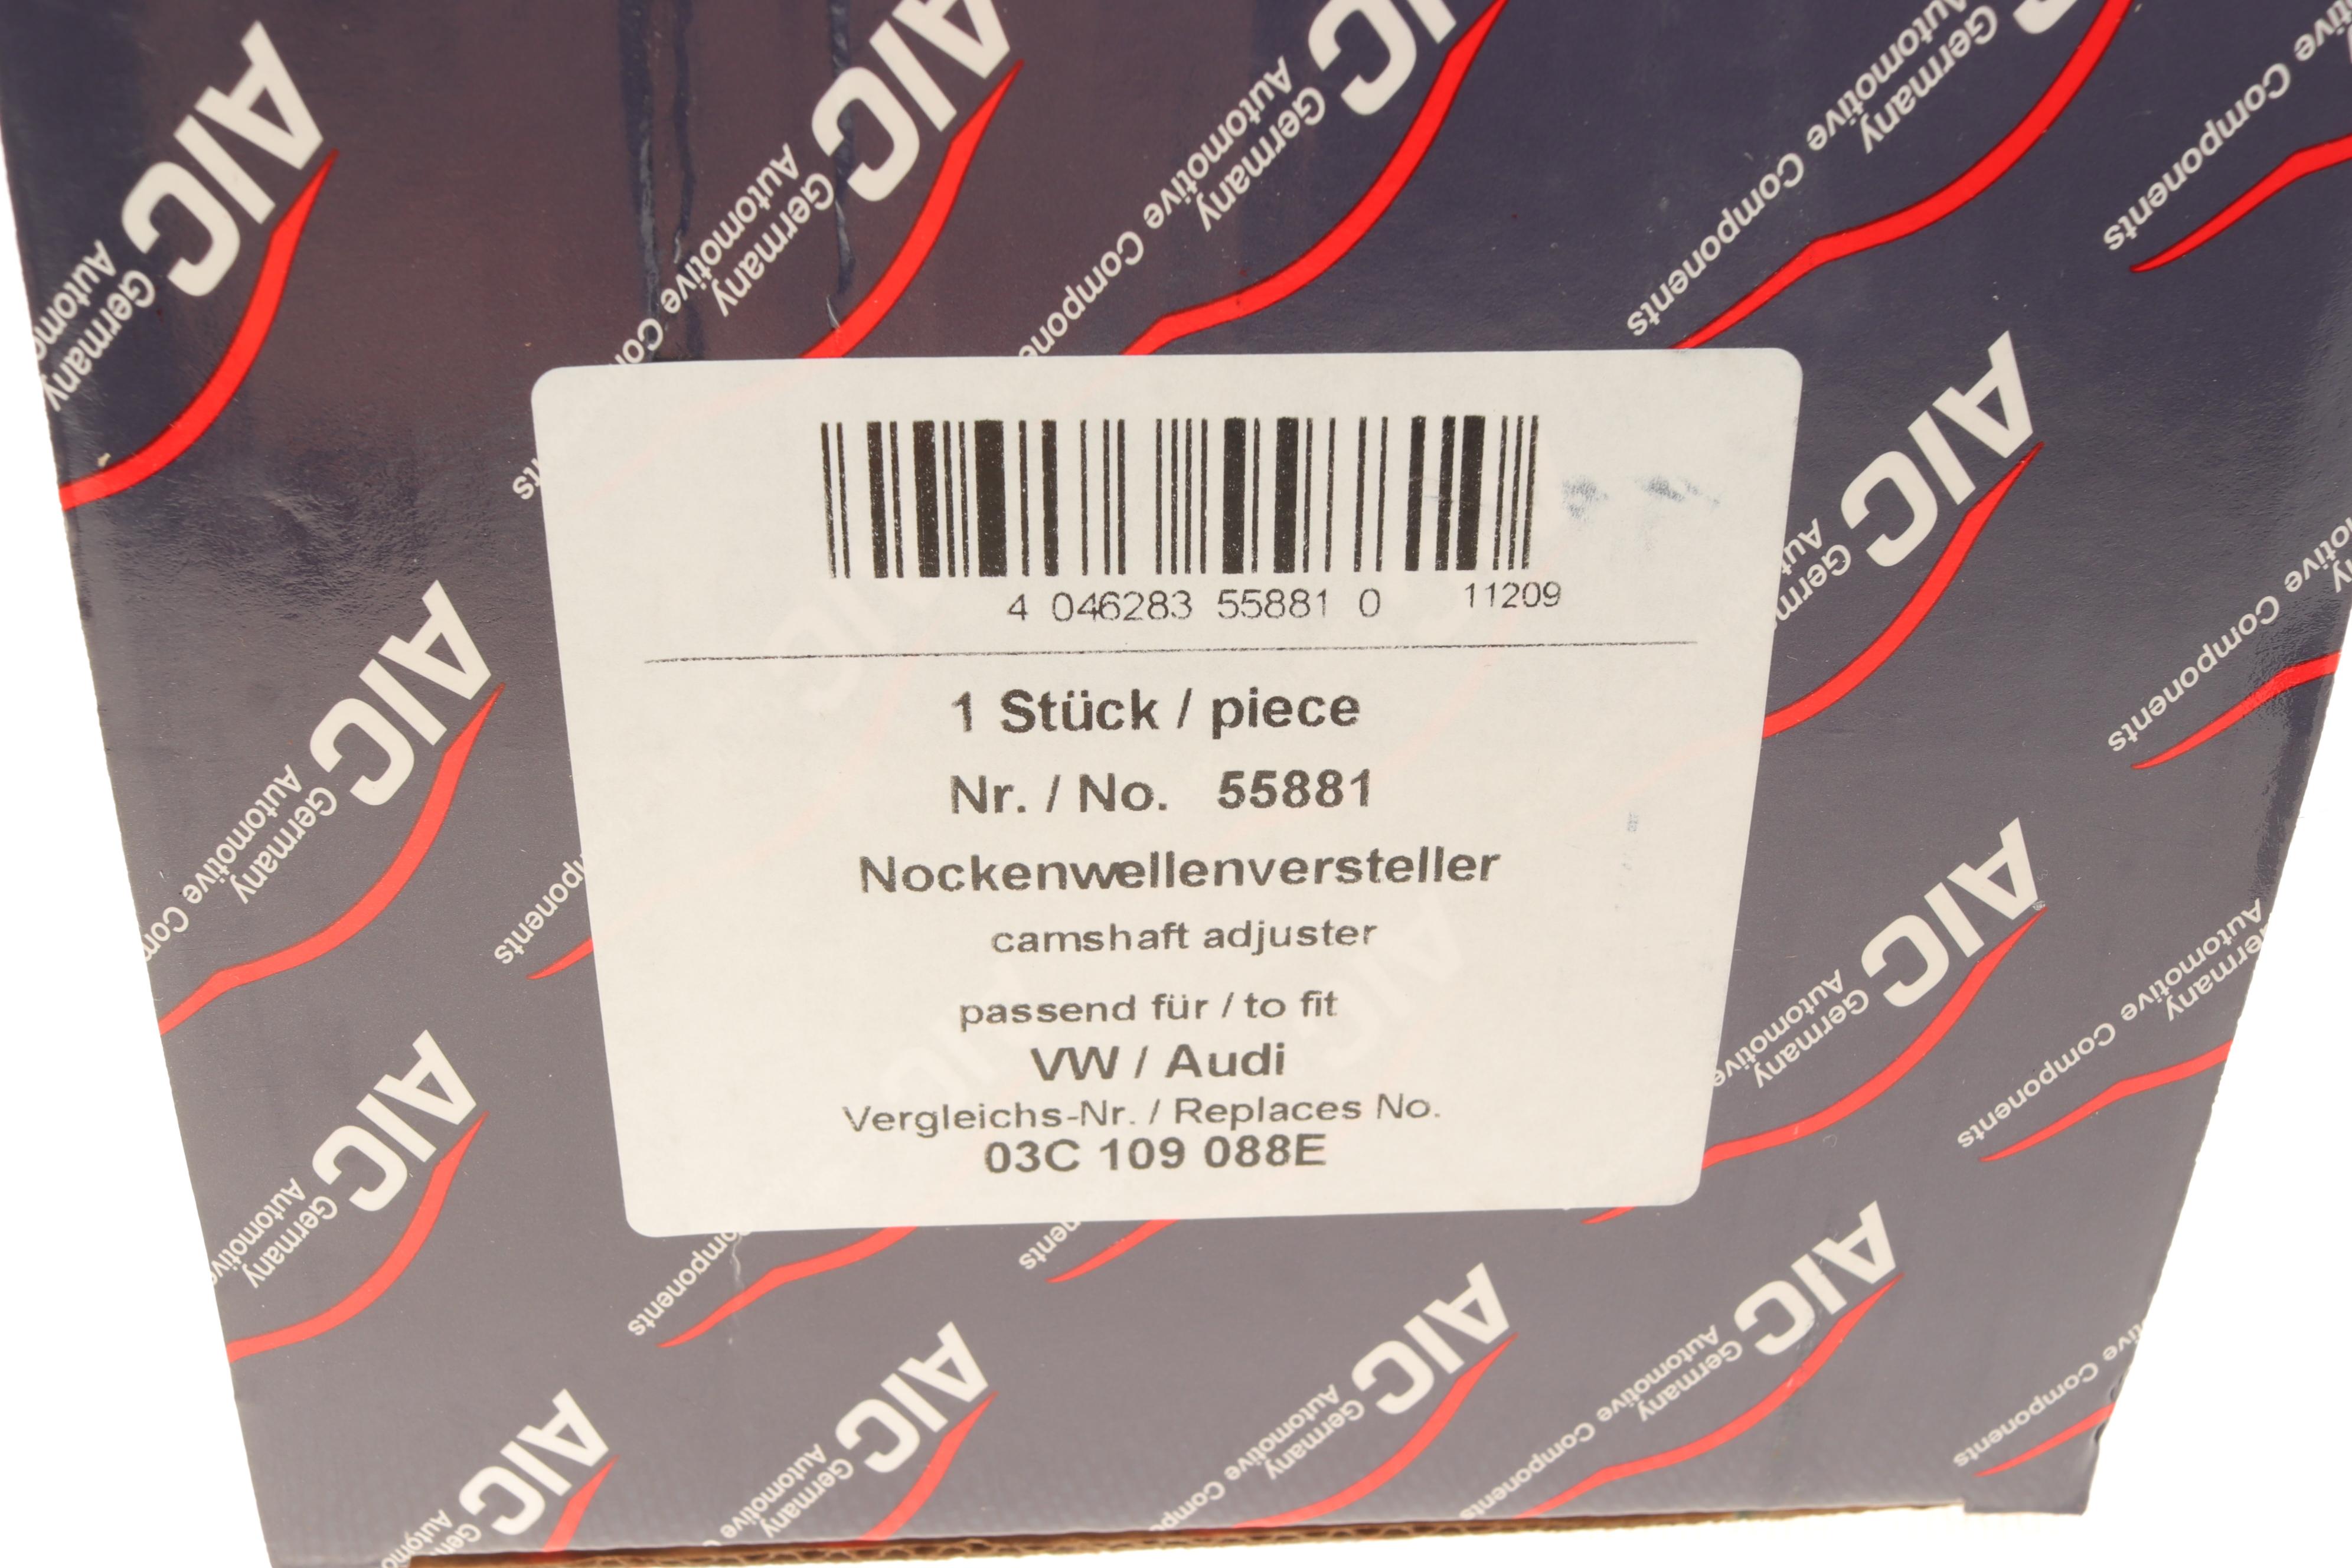 4 046283 55881 0 11209
1 Stück / piece
Nr. / No. 55881
Nockenwellenversteller
camshaft adjuster
passend für / to fit
VW / Audi
Vergleichs-Nr. / Replaces No.
03C 109 088E
AIC
Germany
Automotive Components